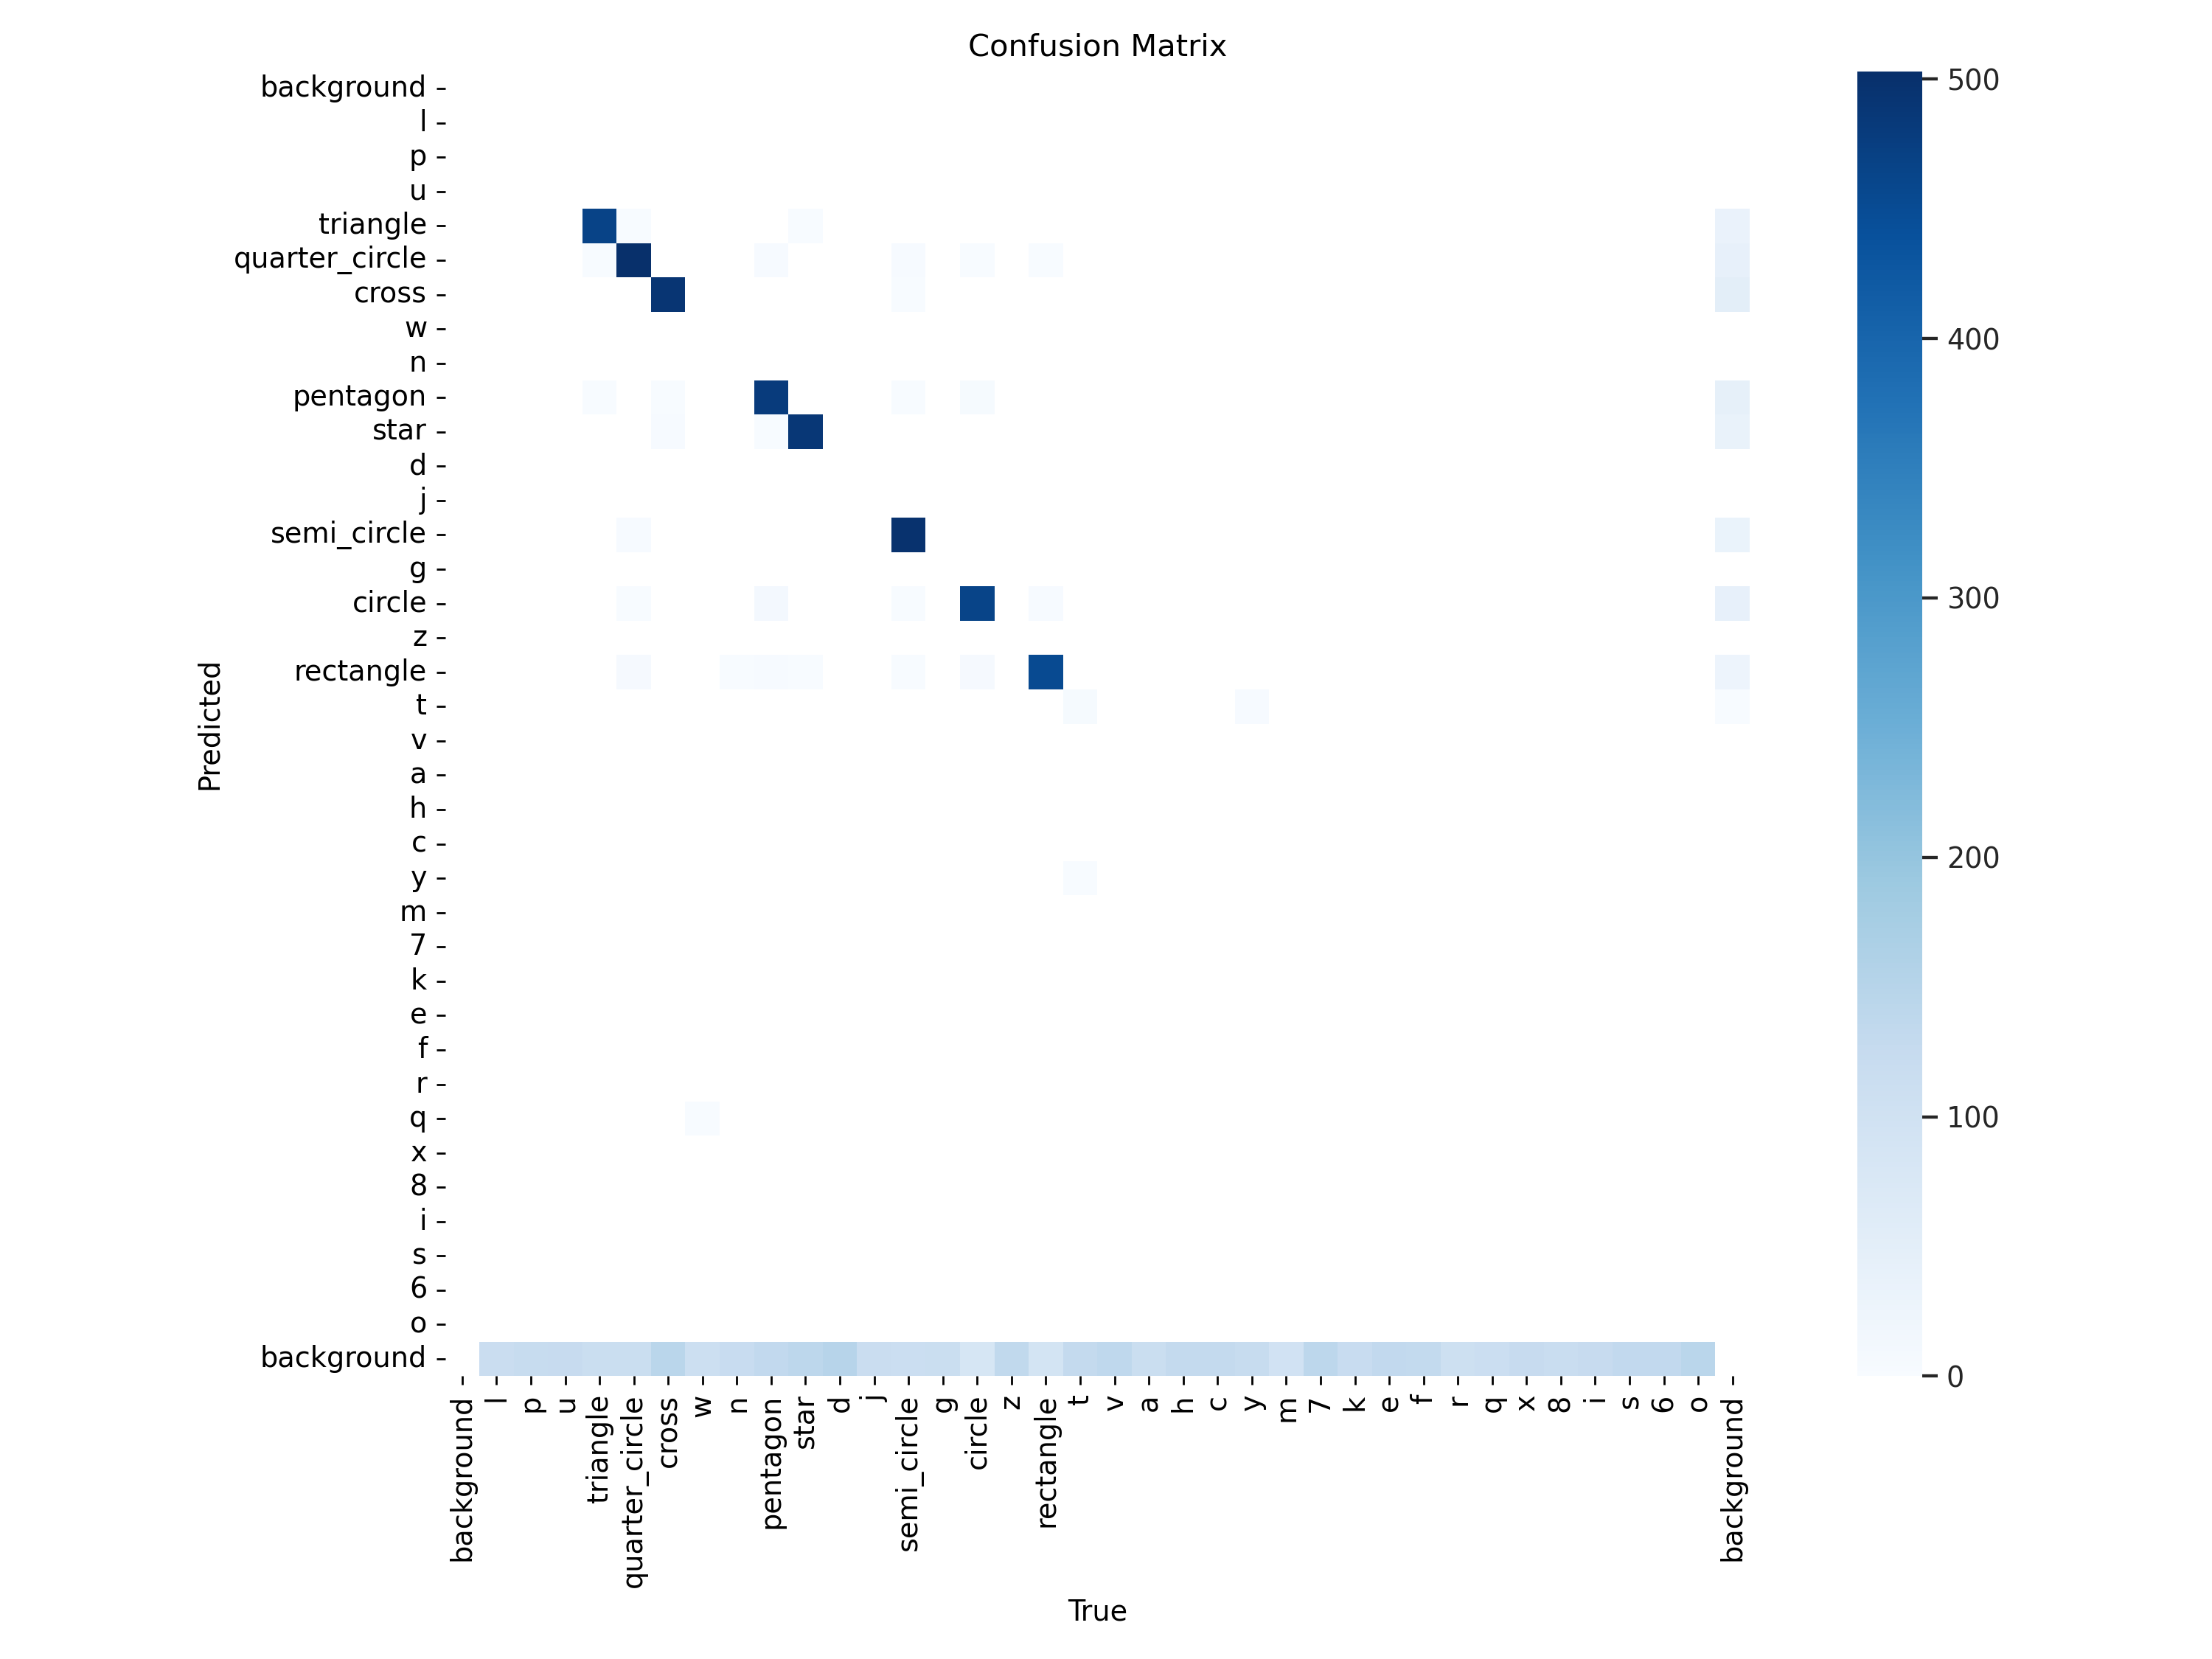 Confusion Matrix
background
l
p
u
triangle
quarter_circle
cross
w
n
pentagon
star
d
j
semi_circle
g
circle
z
rectangle
t
v
a
h
c
y
m
7
k
e
f
r
q
x
8
i
s
6
o
background
Predicted
background
l
p
u
triangle
quarter_circle
cross
w
n
pentagon
star
d
j
semi_circle
g
circle
z
rectangle
t
v
a
h
c
y
m
7
k
e
f
r
q
x
8
i
s
6
o
background
True
500
400
300
200
100
0